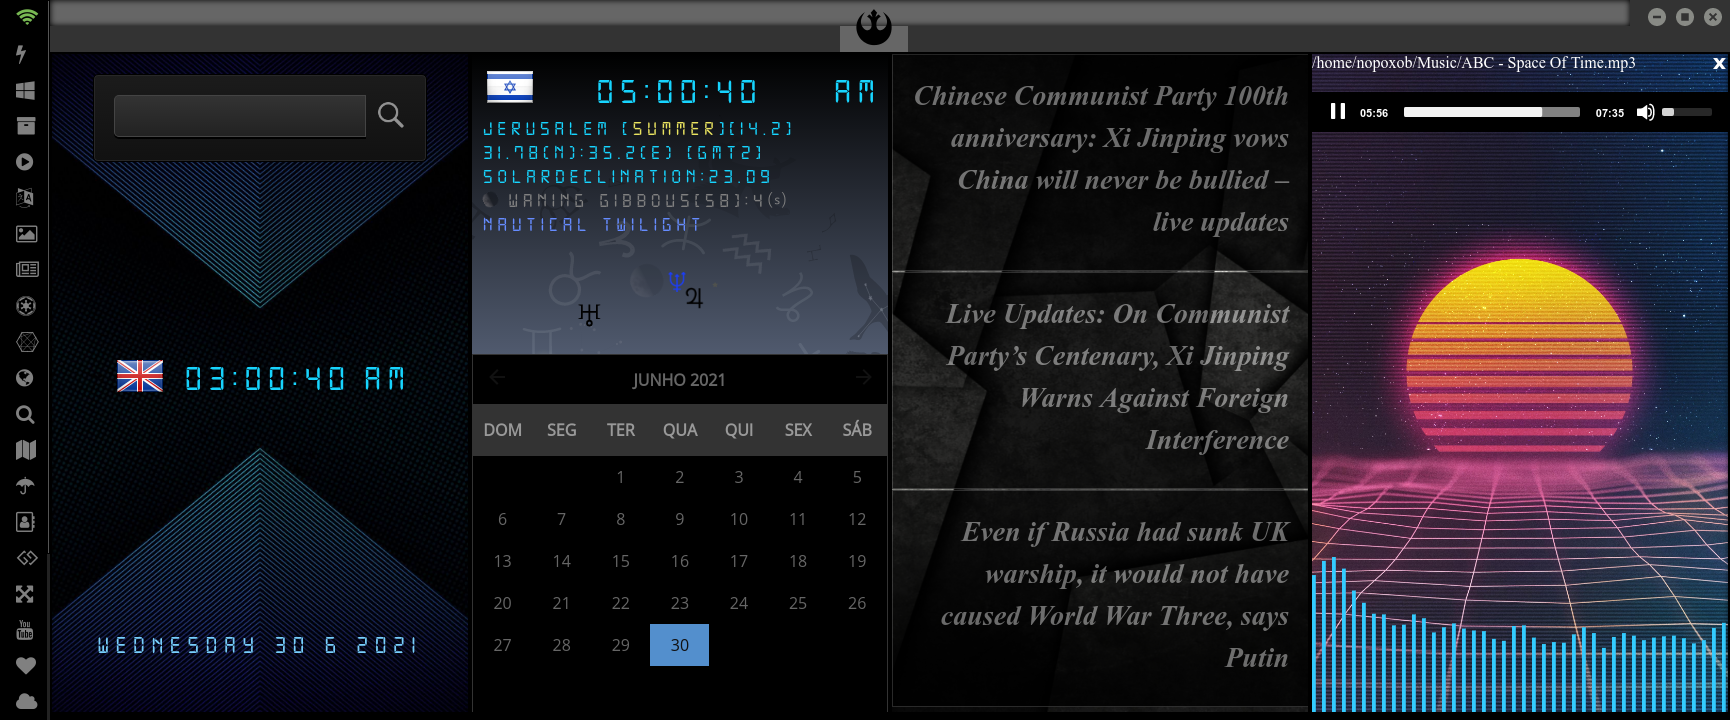 03:00:40 AM
WEDNESDAY 30 6 2021
05:00:40 AM
JERUSALEM (SUMMER)[14.2]
31.78(N):35.2(E) [GMT2]
SOLARDECLINATION:23.09
WANING GIBBOUS[58]:4(s)
NAUTICAL TWILIGHT
JUNHO 2021
DOM SEG TER QUA QUI SEX SÁB
1 2 3 4 5
6 7 8 9 10 11 12
13 14 15 16 17 18 19
20 21 22 23 24 25 26
27 28 29 30
Chinese Communist Party 100th
anniversary: Xi Jinping vows
China will never be bullied –
live updates
Live Updates: On Communist
Party’s Centenary, Xi Jinping
Warns Against Foreign
Interference
Even if Russia had sunk UK
warship, it would not have
caused World War Three, says
Putin
/home/nopoxob/Music/ABC - Space Of Time.mp3 x
05:56 07:35
You
Tube